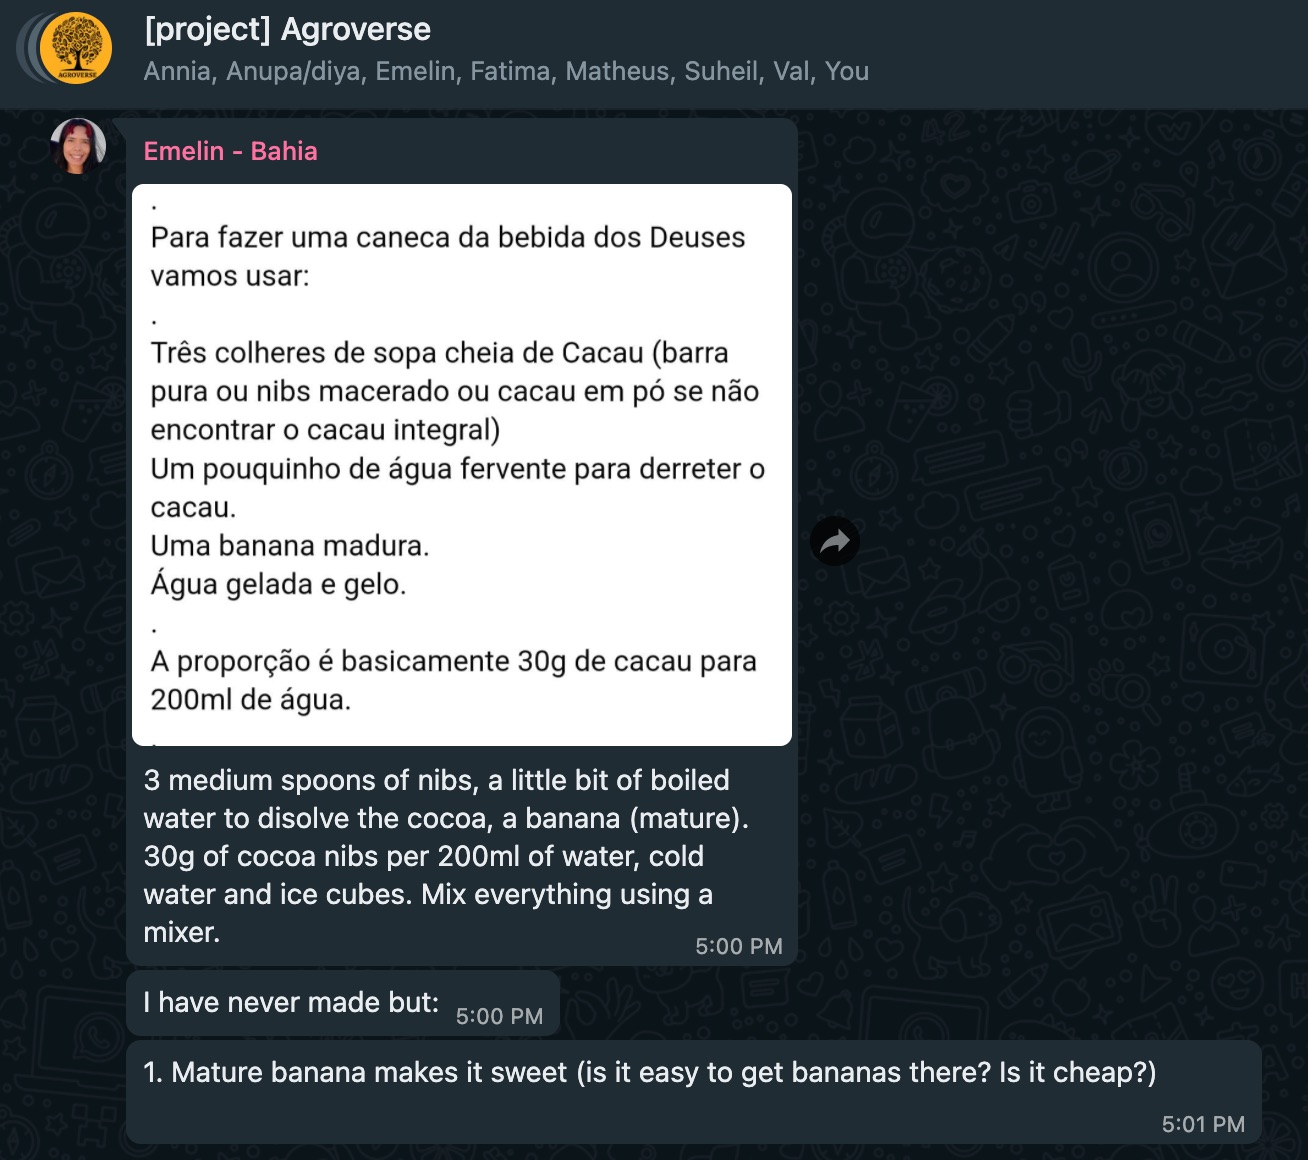 [project] Agroverse
Annia, Anupa/diya, Emelin, Fatima, Matheus, Suheil, Val, You
AGROVERSE
Emelin - Bahia
.
Para fazer uma caneca da bebida dos Deuses
vamos usar:
.
Três colheres de sopa cheia de Cacau (barra
pura ou nibs macerado ou cacau em pó se não
encontrar o cacau integral)
Um pouquinho de água fervente para derreter o
cacau.
Uma banana madura.
Água gelada e gelo.
.
A proporção é basicamente 30g de cacau para
200ml de água.
.
3 medium spoons of nibs, a little bit of boiled
water to disolve the cocoa, a banana (mature).
30g of cocoa nibs per 200ml of water, cold
water and ice cubes. Mix everything using a
mixer.
5:00 PM
I have never made but:
5:00 PM
1. Mature banana makes it sweet (is it easy to get bananas there? Is it cheap?)
5:01 PM